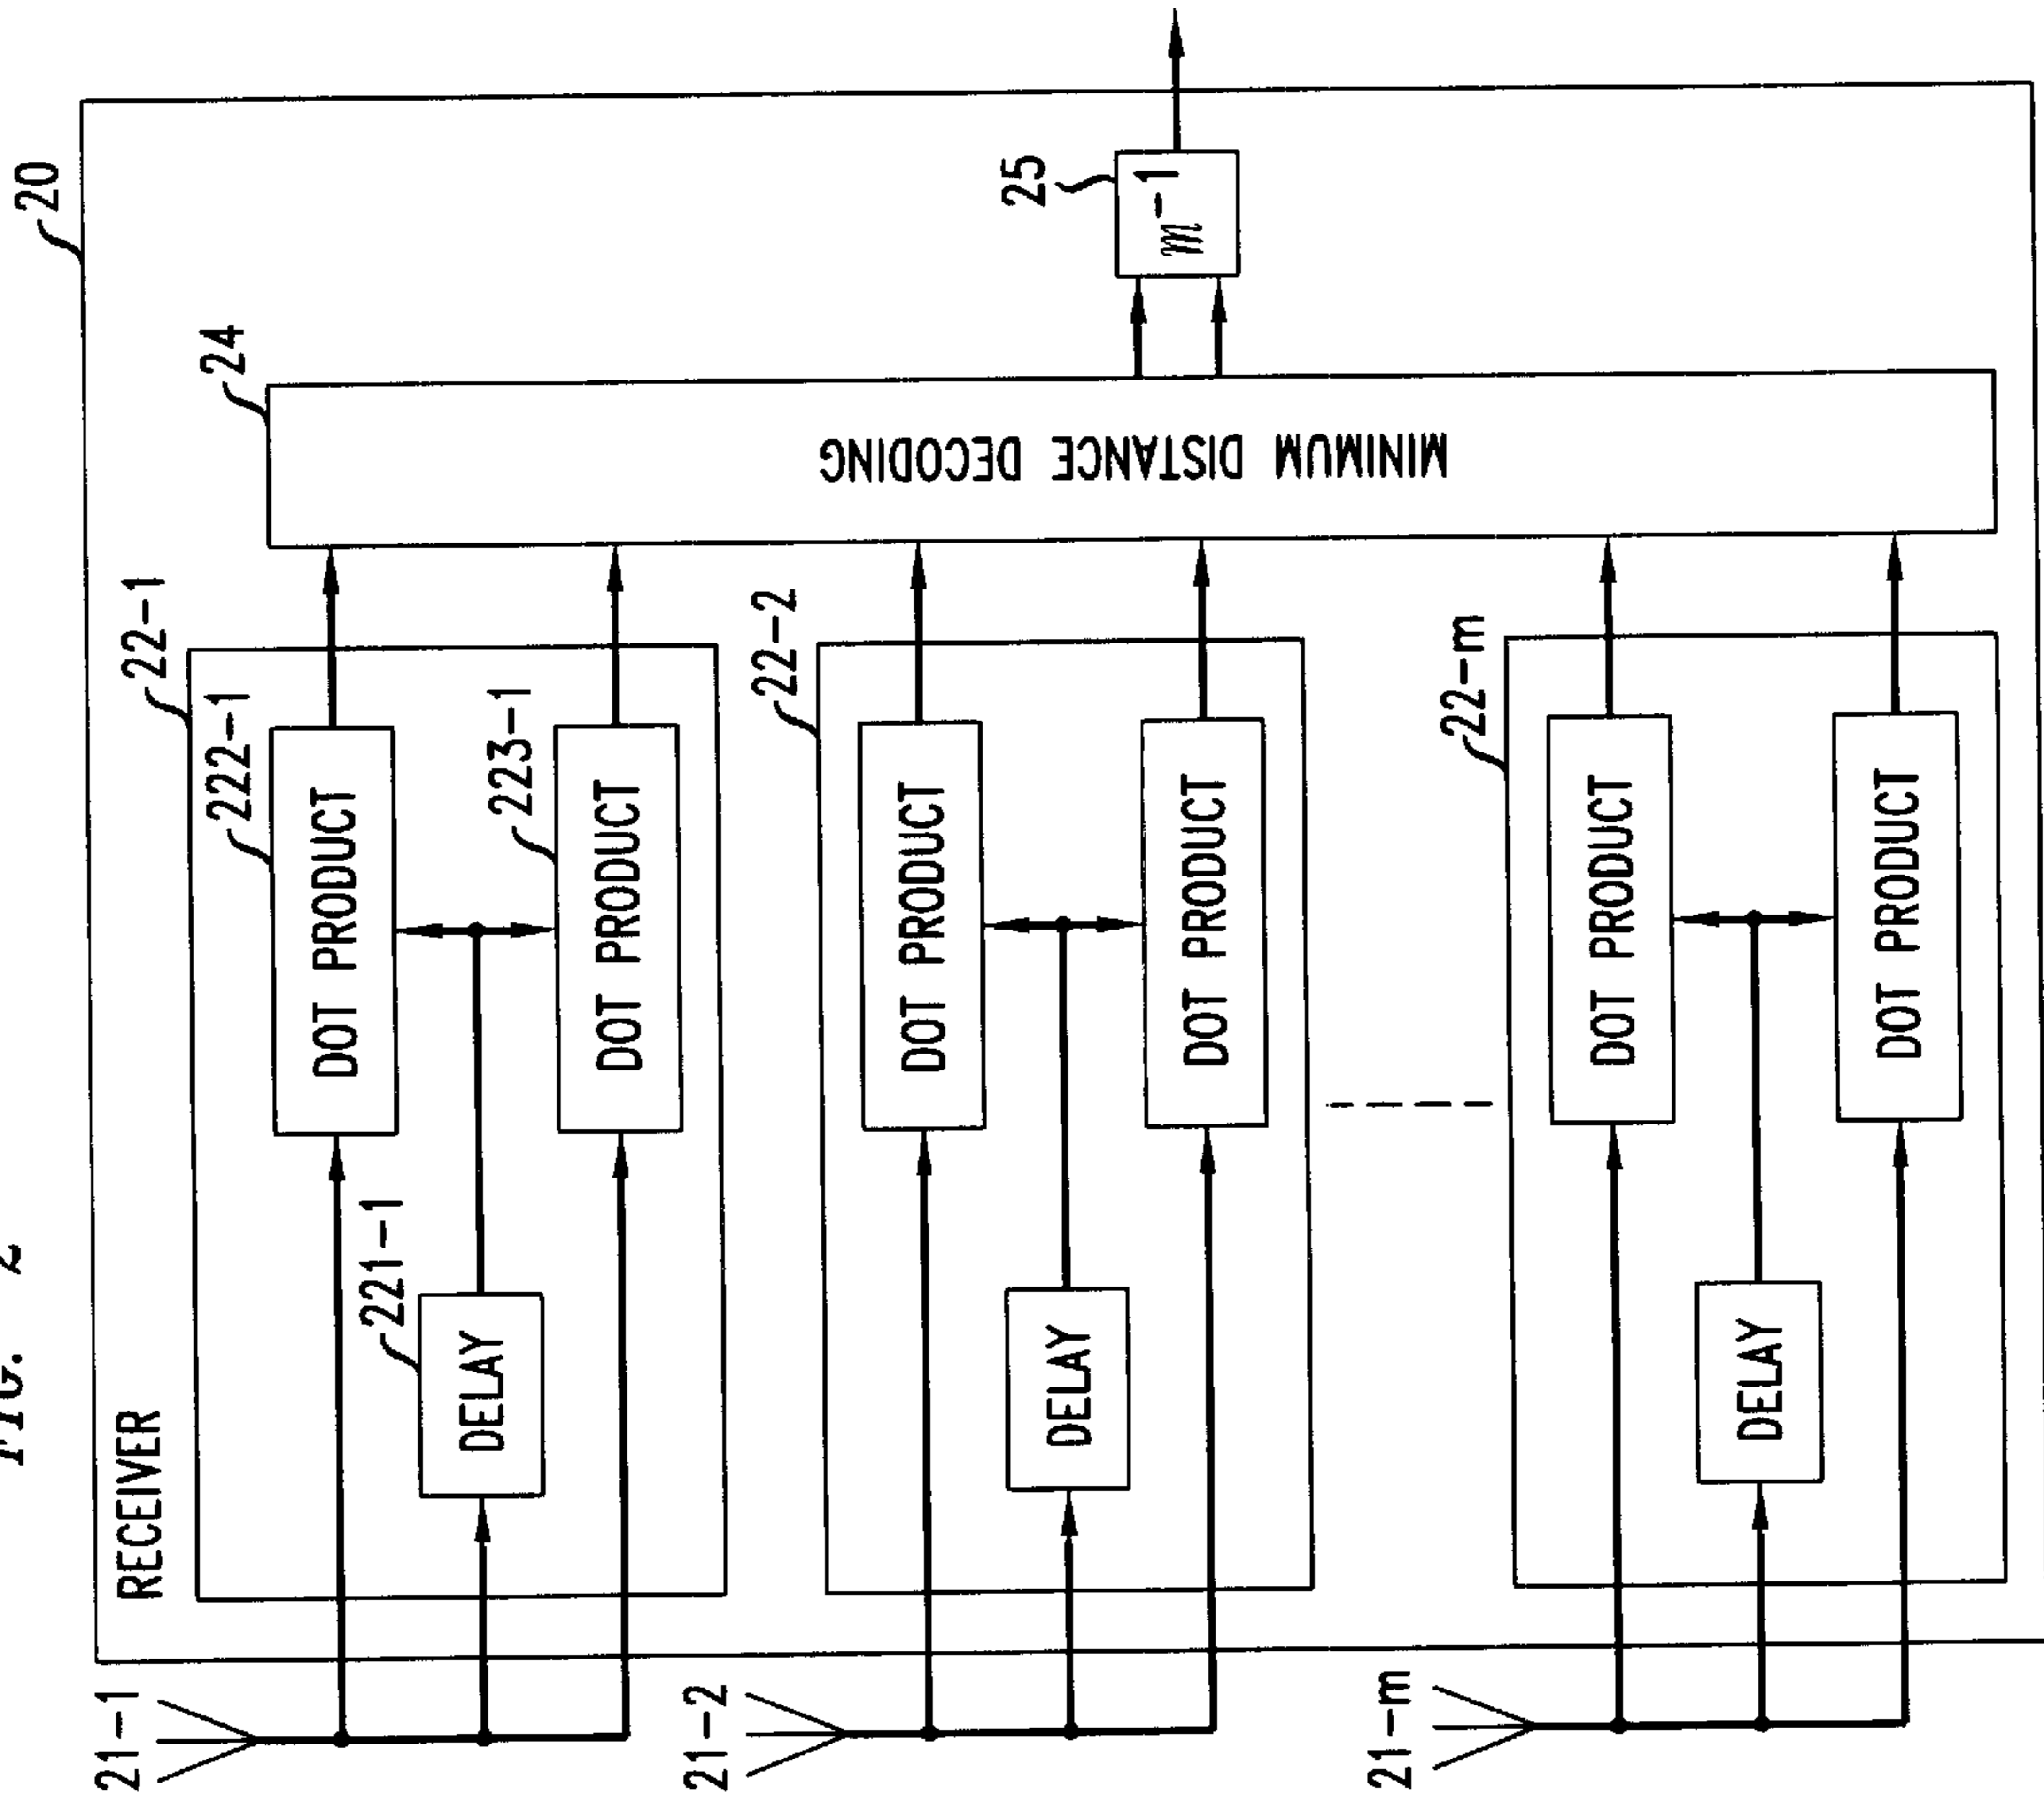 FIG. 2
20
RECEIVER
22-1
222-1
DOT PRODUCT
24
21-1
221-1
DELAY
223-1
DOT PRODUCT
22-2
DOT PRODUCT
21-2
DELAY
DOT PRODUCT
MINIMUM DISTANCE DECODING
25
m⁻¹
22-m
DOT PRODUCT
21-m
DELAY
DOT PRODUCT